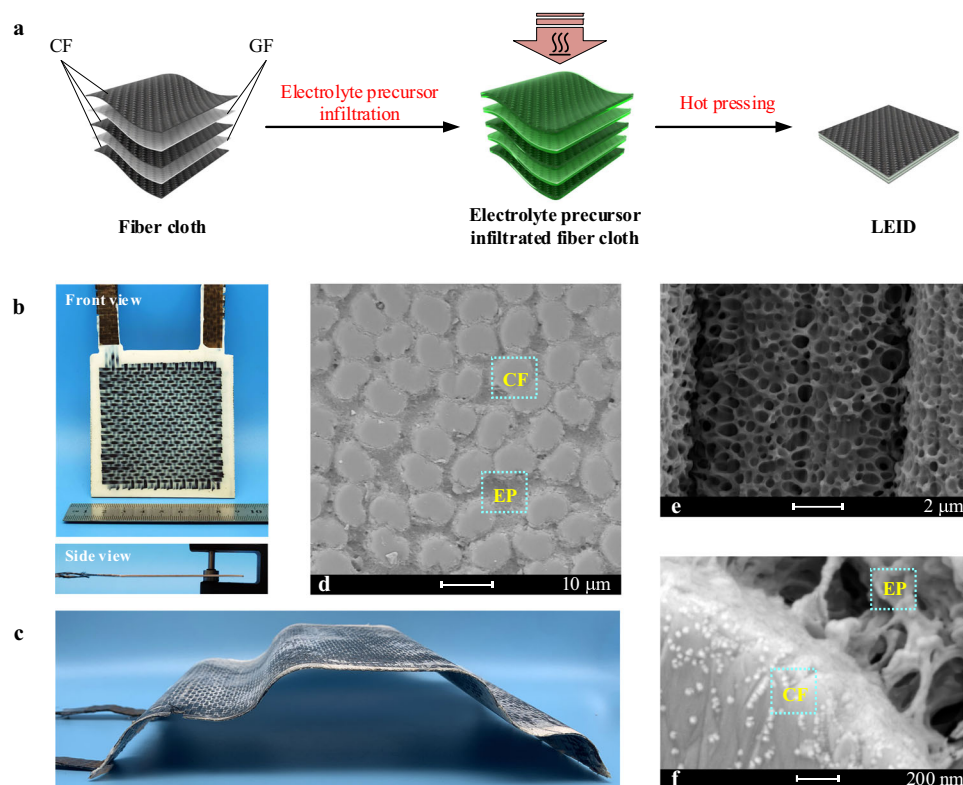 a
CF
GF
Electrolyte precursor
infiltration
Hot pressing
Fiber cloth
Electrolyte precursor
infiltrated fiber cloth
LEID
b
Front view
Side view
c
CF
EP
d
10 μm
e
2 μm
EP
CF
f
200 nm